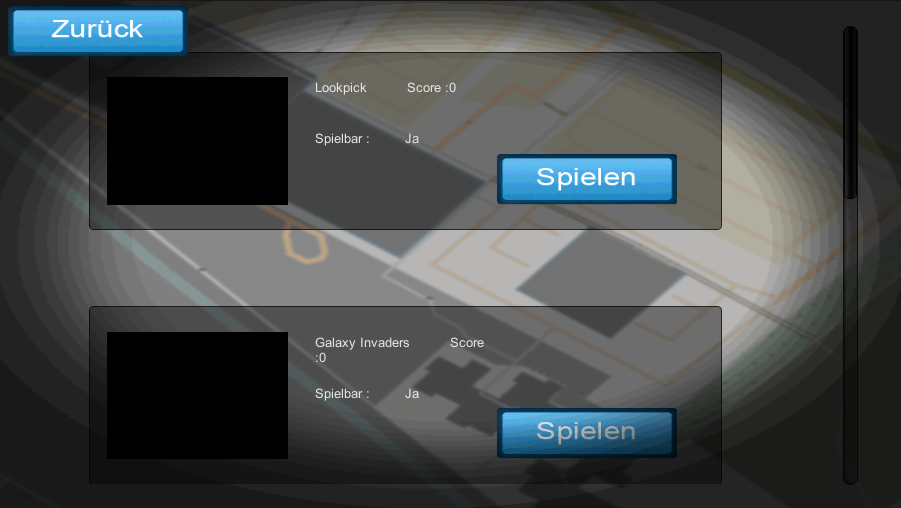 Zurück
Lookpick Score :0
Spielbar : Ja
Spielen
Galaxy Invaders Score
:0
Spielbar : Ja
Spielen